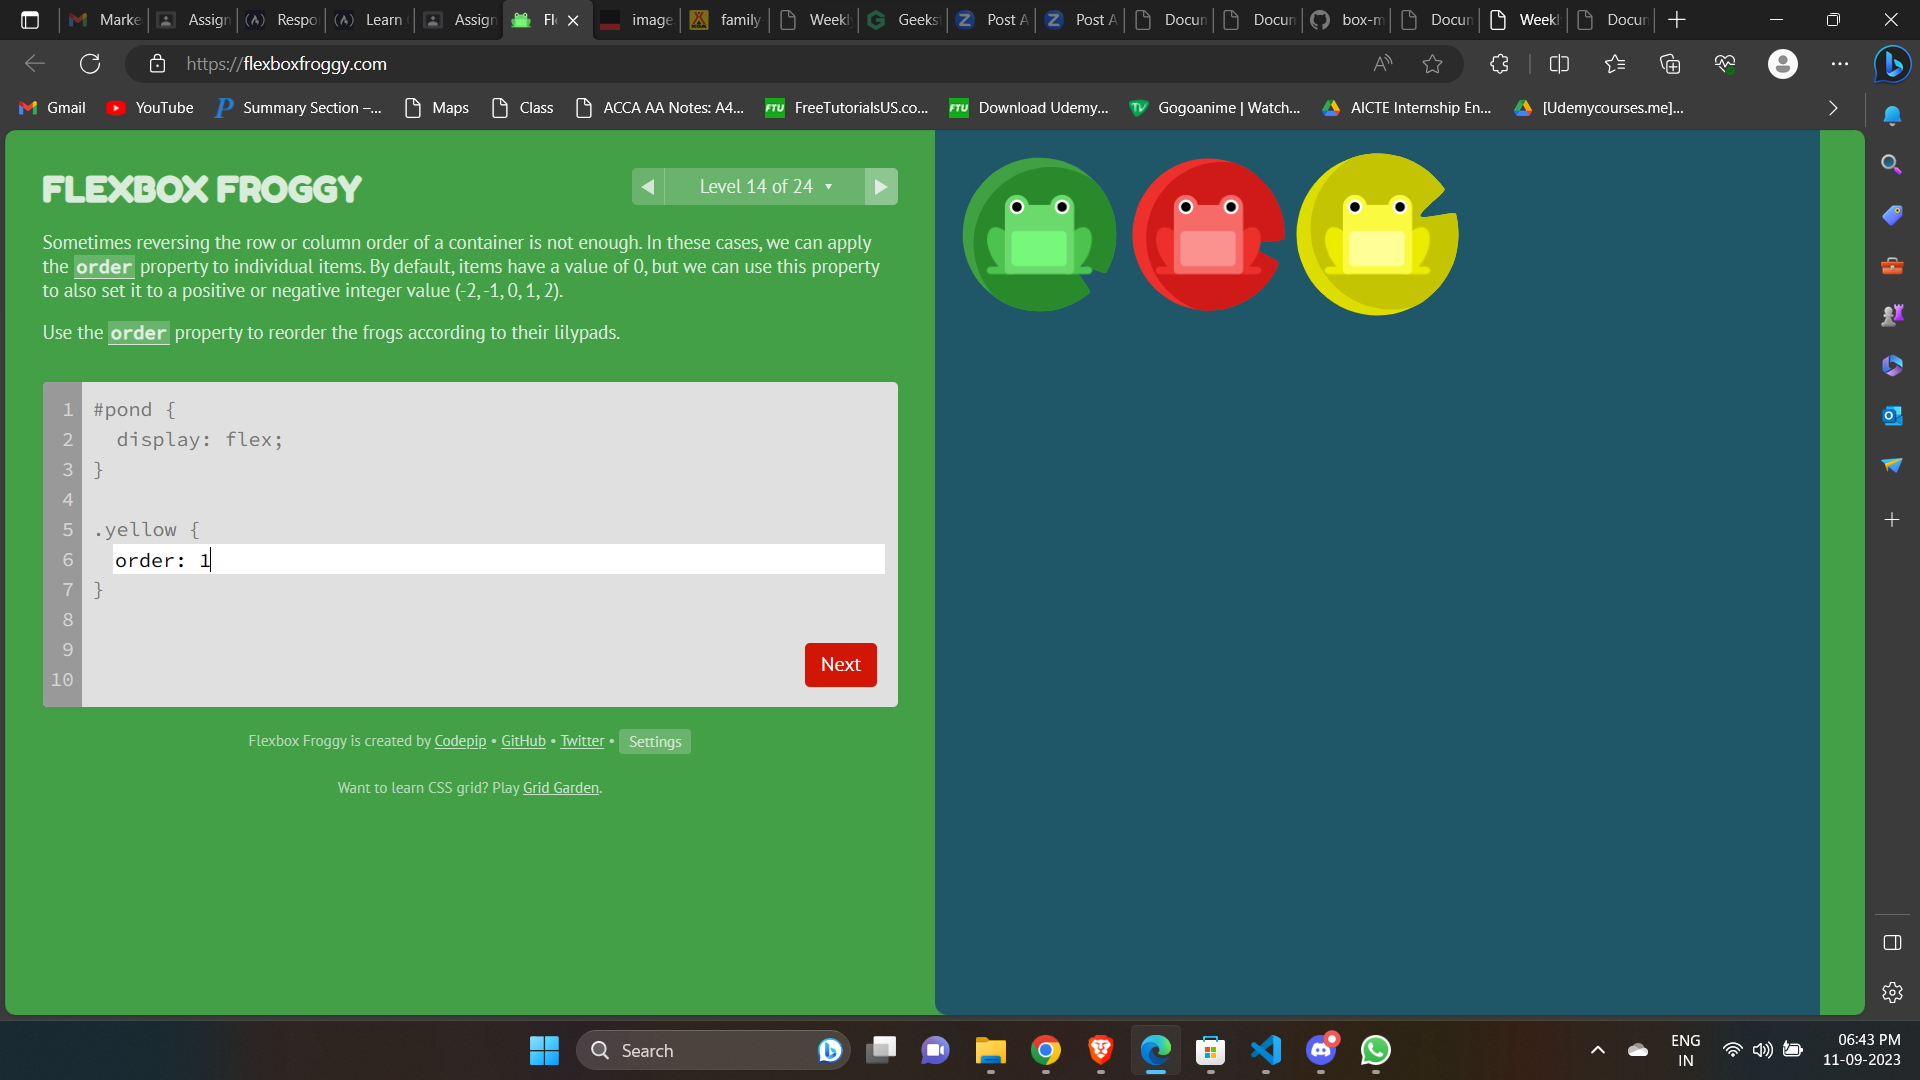 Marke
Assign
Respo
Learn
Assign
Fl
image
family
Week
Geeks
Post A
Post A
Docun
Docun
box-m
Docun
Week
Docun
https://flexboxfroggy.com
Gmail
YouTube
Summary Section –...
Maps
Class
ACCA AA Notes: A4...
FreeTutorialsUS.co...
Download Udemy...
Gogoanime | Watch...
AICTE Internship En...
[Udemycourses.me]...
FLEXBOX FROGGY
Level 14 of 24
Sometimes reversing the row or column order of a container is not enough. In these cases, we can apply
the order property to individual items. By default, items have a value of 0, but we can use this property
to also set it to a positive or negative integer value (-2, -1, 0, 1, 2).
Use the order property to reorder the frogs according to their lilypads.
1 #pond {
2 display: flex;
3 }
4
5 .yellow {
6 order: 1
7 }
8
9
10
Next
Flexbox Froggy is created by Codepip • GitHub • Twitter • Settings
Want to learn CSS grid? Play Grid Garden.
Search
ENG
IN
06:43 PM
11-09-2023